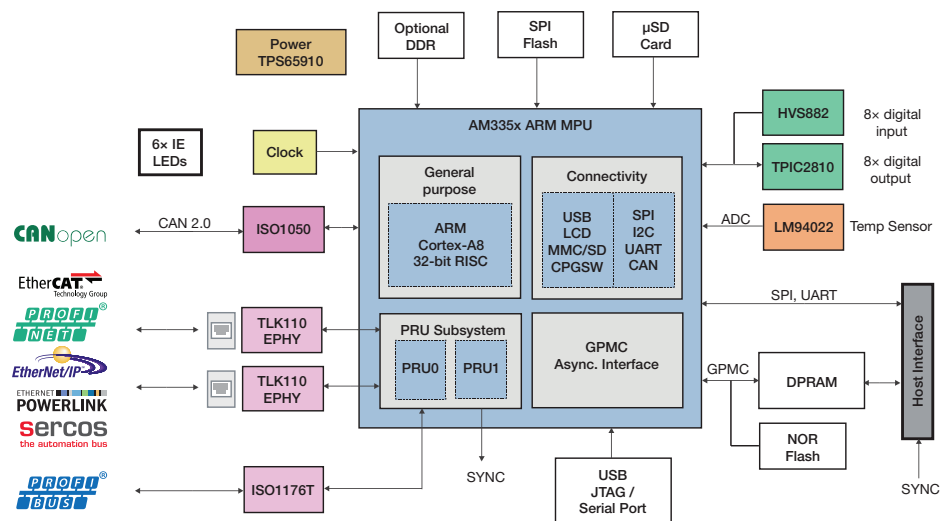 Power
TPS65910
Optional
DDR
SPI
Flash
µSD
Card
6× IE
LEDs
Clock
AM335x ARM MPU
HVS882
8× digital
input
TPIC2810
8× digital
output
General
purpose
ARM
Cortex-A8
32-bit RISC
Connectivity
USB
LCD
MMC/SD
CPGSW
SPI
I2C
UART
CAN
ADC
LM94022
Temp Sensor
CANopen
CAN 2.0
ISO1050
EtherCAT®
Technology Group
PROFI®
NET
EtherNet/IP
ETHERNET
POWERLINK
sercos
the automation bus
PROFI®
BUS
TLK110
EPHY
TLK110
EPHY
ISO1176T
PRU Subsystem
PRU0
PRU1
GPMC
Async. Interface
SPI, UART
GPMC
DPRAM
NOR
Flash
Host Interface
SYNC
USB
JTAG /
Serial Port
SYNC